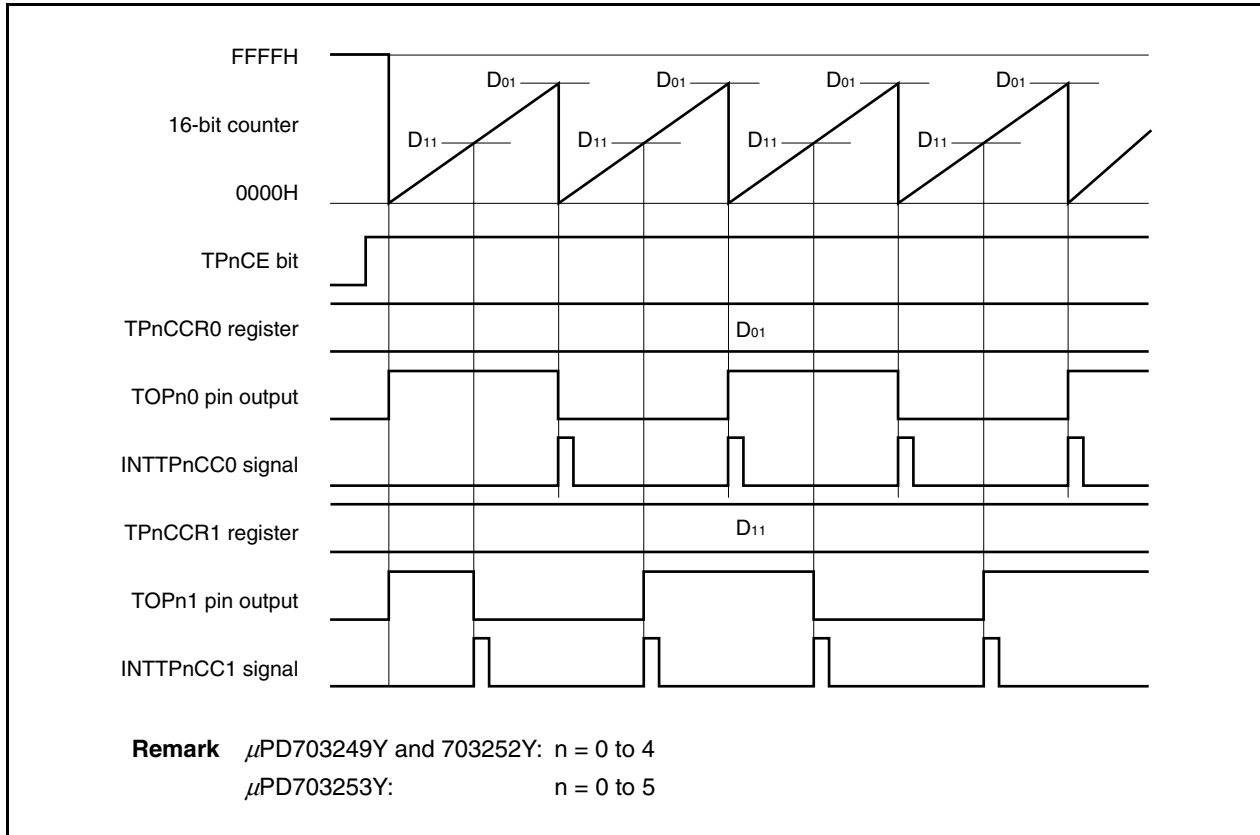 FFFFH
D01 D01 D01 D01
16-bit counter
D11 D11 D11 D11
0000H
TPnCE bit
TPnCCR0 register
D01
TOPn0 pin output
INTTPnCC0 signal
TPnCCR1 register
D11
TOPn1 pin output
INTTPnCC1 signal
Remark μPD703249Y and 703252Y: n = 0 to 4
μPD703253Y: n = 0 to 5